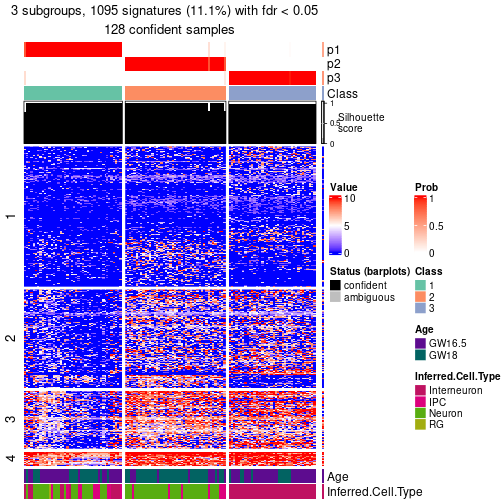 3 subgroups, 1095 signatures (11.1%) with fdr < 0.05
128 confident samples
p1
p2
p3
Class
1
0.5
0
Silhouette
score
1
2
3
4
Value
10
5
0
Prob
1
0.5
0
Status (barplots)
confident
ambiguous
Class
1
2
3
Age
GW16.5
GW18
Inferred.Cell.Type
Interneuron
IPC
Neuron
RG
Age
Inferred.Cell.Type